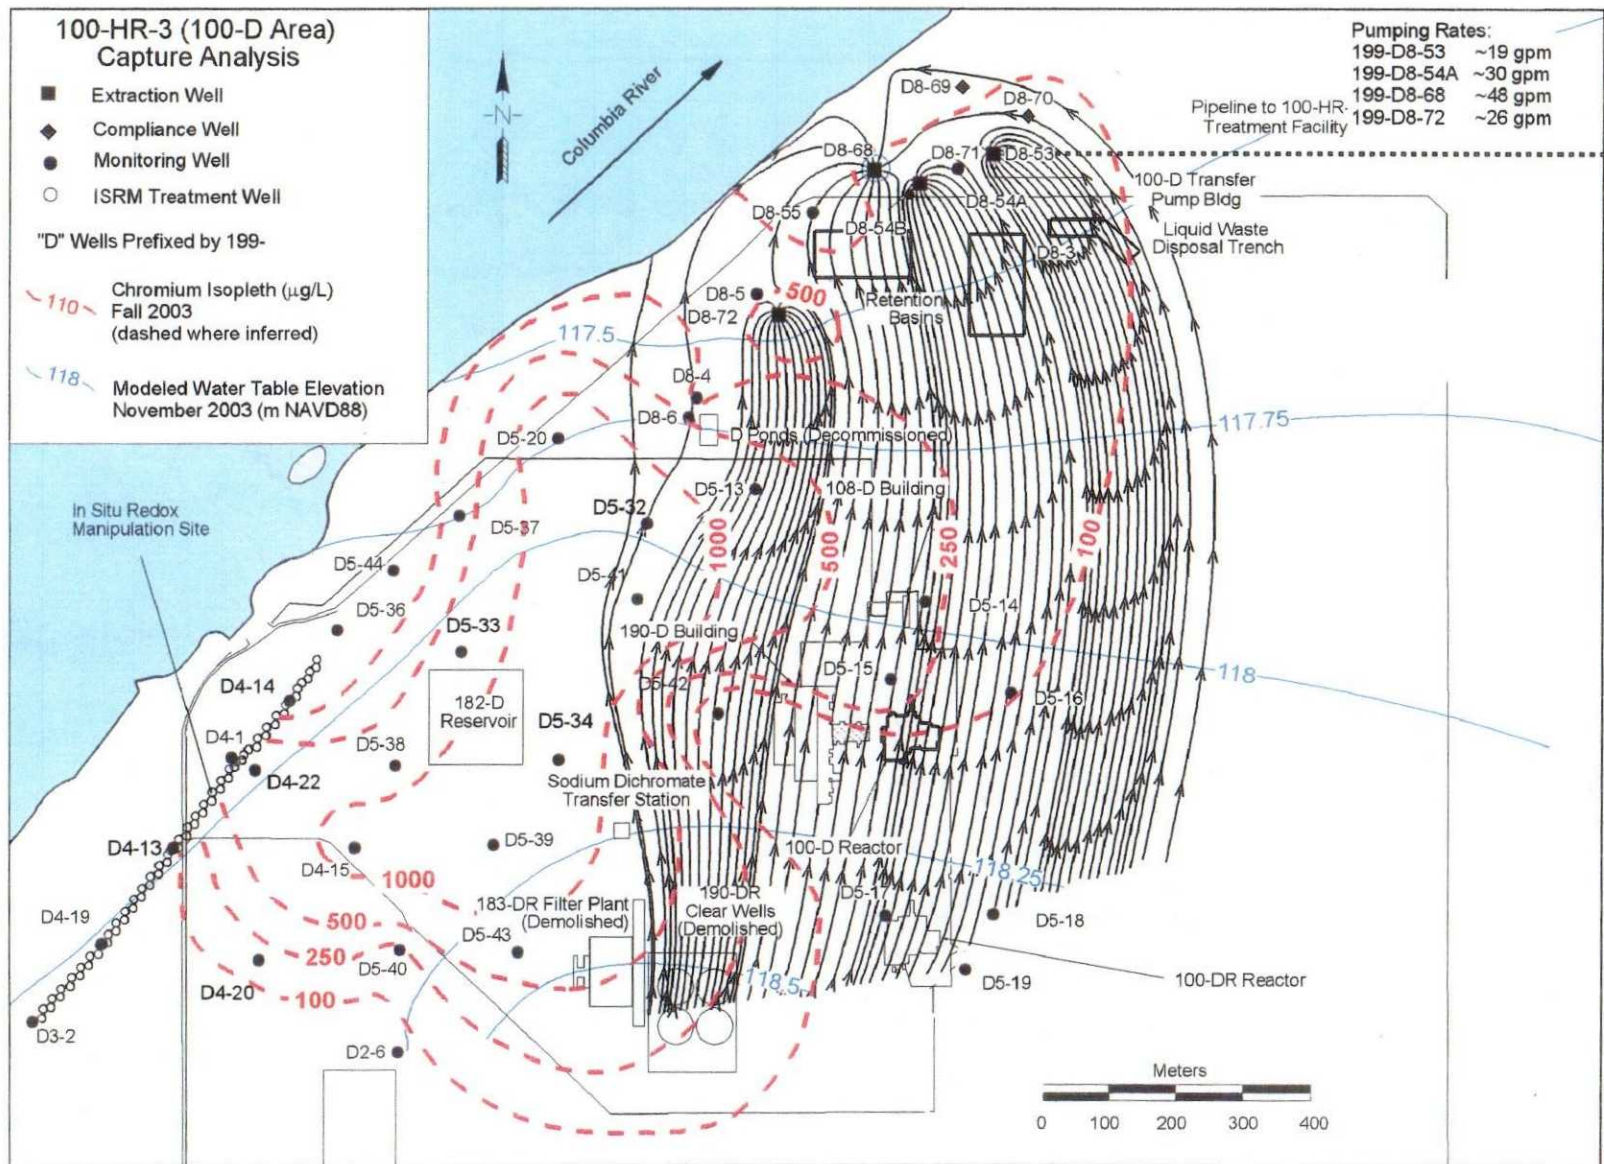 100-HR-3 (100-D Area)
Capture Analysis
Extraction Well
Compliance Well
Monitoring Well
ISRM Treatment Well
"D" Wells Prefixed by 199-
110
Chromium Isopleth (µg/L)
Fall 2003
(dashed where inferred)
118
Modeled Water Table Elevation
November 2003 (m NAVD88)
-N-
Columbia River
Pumping Rates:
199-D8-53 ~19 gpm
199-D8-54A ~30 gpm
199-D8-68 ~48 gpm
199-D8-72 ~26 gpm
Pipeline to 100-HR-
Treatment Facility
D8-69
D8-70
D8-68
D8-71
D8-53
100-D Transfer
Pump Bldg
D8-54A
D8-55
D8-54B
Liquid Waste
Disposal Trench
D8-3
D8-5
500
Retention
Basins
D8-72
117.5
D8-4
D8-6
117.75
D5-20
D Ponds (Decommissioned)
In Situ Redox
Manipulation Site
D5-13
108-D Building
D5-37
D5-32
1000
500
250
100
D5-44
D5-41
D5-14
D5-36
D5-33
190-D Building
D5-15
118
D4-14
D5-42
D5-16
182-D
Reservoir
D5-34
D4-1
D5-38
D4-22
Sodium Dichromate
Transfer Station
D4-13
D5-39
100-D Reactor
D4-15
118.25
1000
D5-17
183-DR Filter Plant
(Demolished)
190-DR
Clear Wells
(Demolished)
D4-19
500
D5-18
D5-43
250
D5-40
D4-20
118.5
D5-19
100-DR Reactor
100
D3-2
D2-6
Meters
0 100 200 300 400